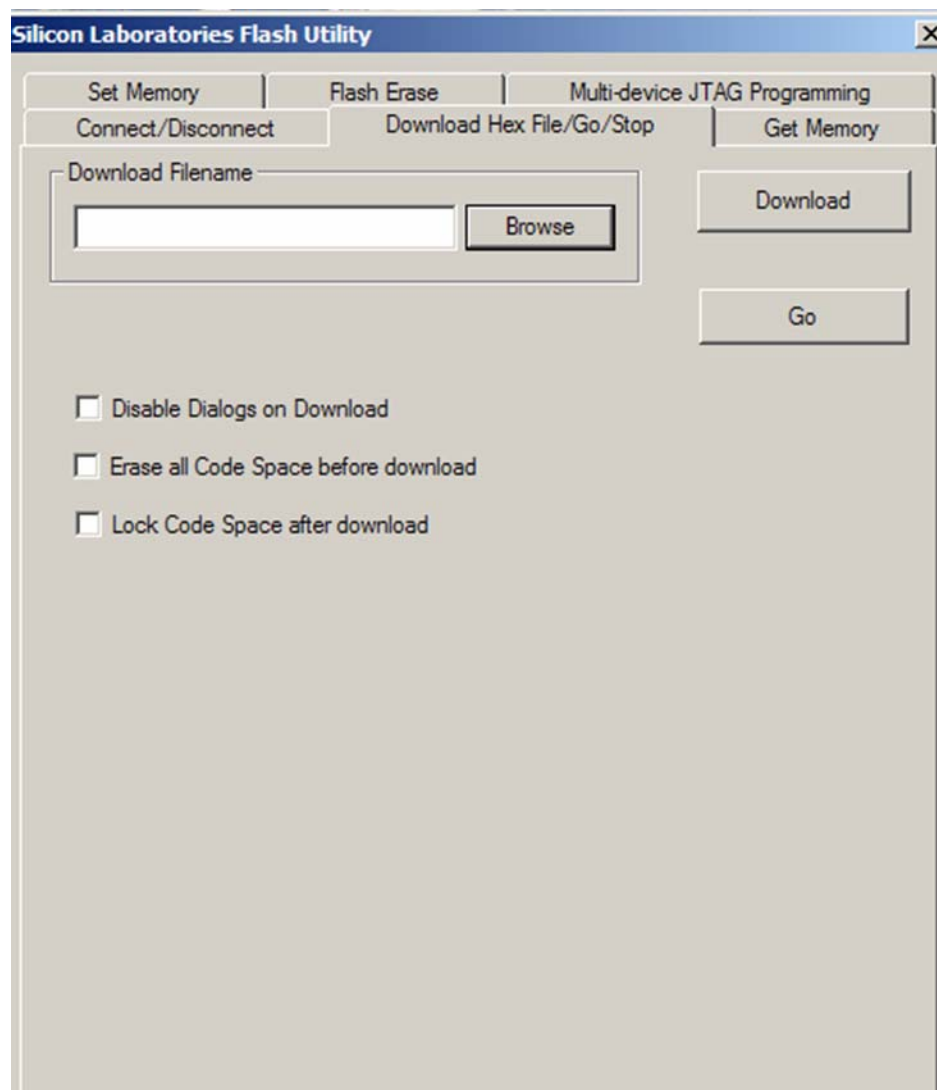 Silicon Laboratories Flash Utility
Set Memory
Flash Erase
Multi-device JTAG Programming
Connect/Disconnect
Download Hex File/Go/Stop
Get Memory
Download Filename
Browse
Download
Go
Disable Dialogs on Download
Erase all Code Space before download
Lock Code Space after download